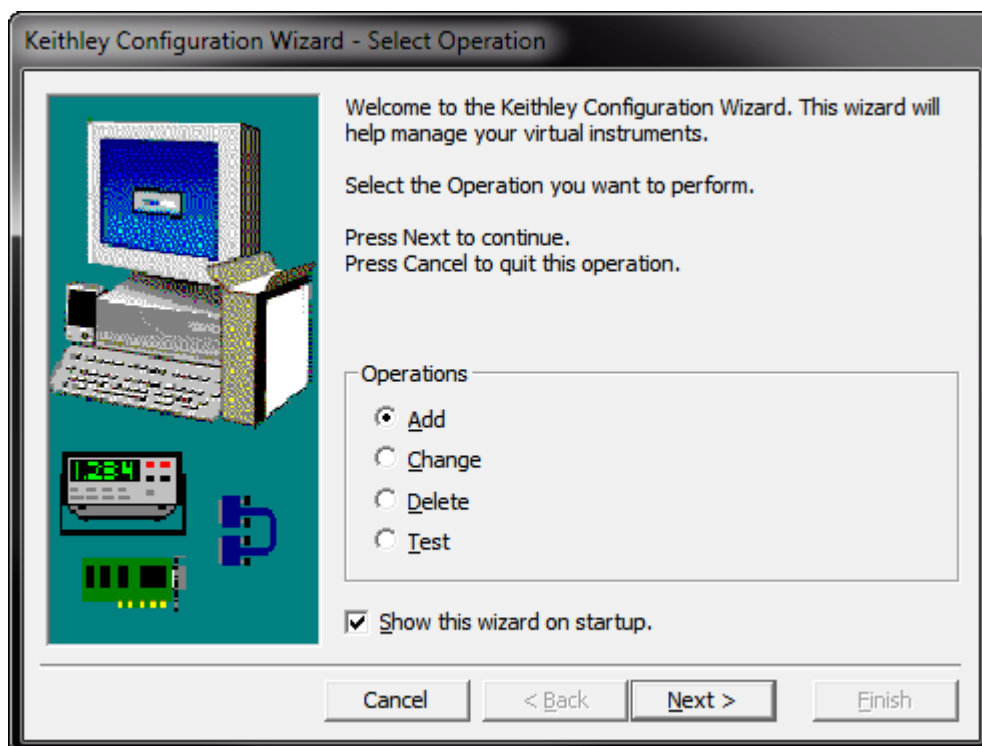 Keithley Configuration Wizard - Select Operation
Welcome to the Keithley Configuration Wizard. This wizard will
help manage your virtual instruments.
Select the Operation you want to perform.
Press Next to continue.
Press Cancel to quit this operation.
Operations
Add
Change
Delete
Test
1.234
Show this wizard on startup.
Cancel
< Back
Next >
Finish